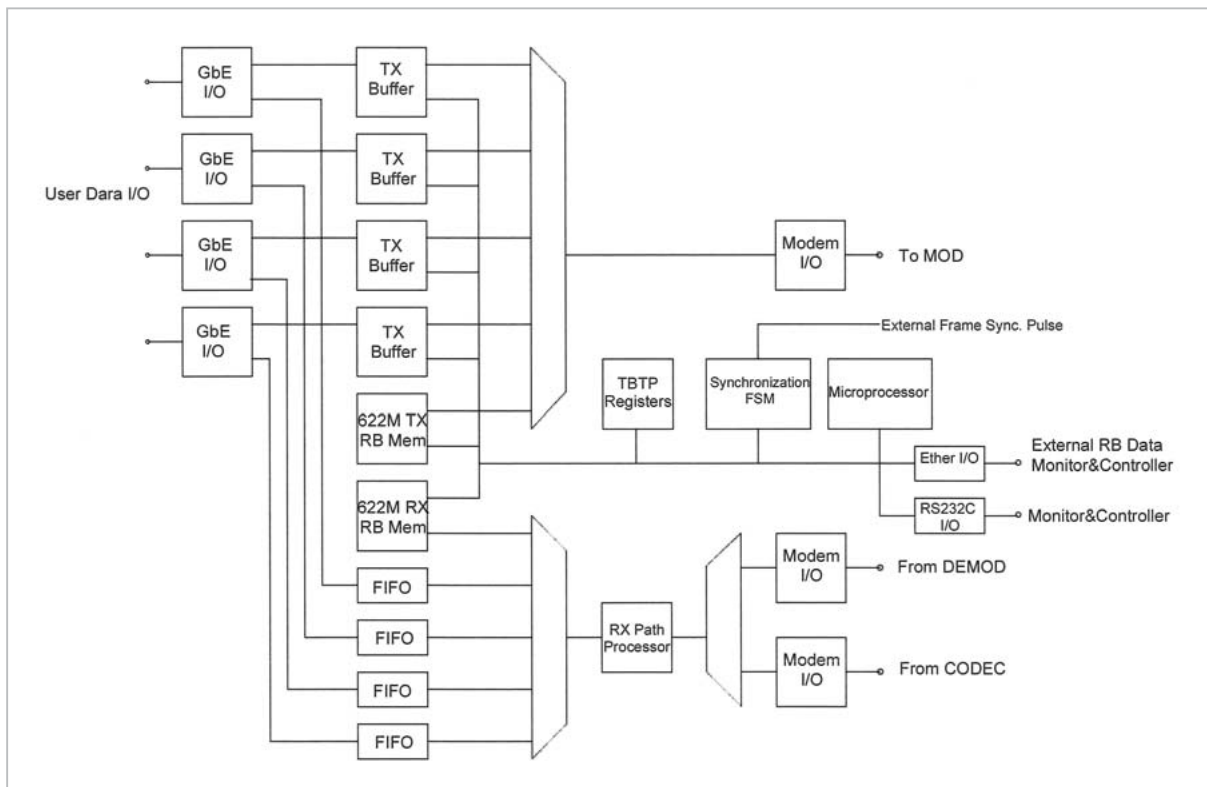 GbE
I/O
TX
Buffer
GbE
I/O
TX
Buffer
User Dara I/O
GbE
I/O
TX
Buffer
Modem
I/O
To MOD
GbE
I/O
TX
Buffer
External Frame Sync. Pulse
TBTP
Registers
Synchronization
FSM
Microprocessor
622M TX
RB Mem
Ether I/O
External RB Data
Monitor&Controller
622M RX
RB Mem
RS232C
I/O
Monitor&Controller
Modem
I/O
From DEMOD
FIFO
FIFO
RX Path
Processor
Modem
I/O
From CODEC
FIFO
FIFO